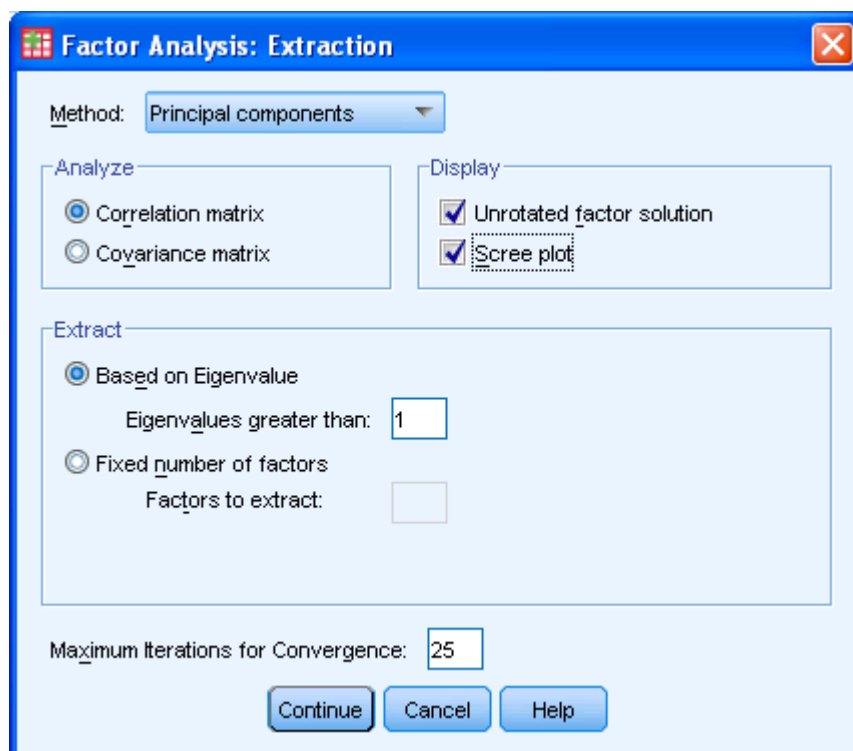 Factor Analysis: Extraction
Method: Principal components
Analyze
Correlation matrix
Covariance matrix
Display
Unrotated factor solution
Scree plot
Extract
Based on Eigenvalue
Eigenvalues greater than: 1
Fixed number of factors
Factors to extract:
Maximum Iterations for Convergence: 25
Continue Cancel Help